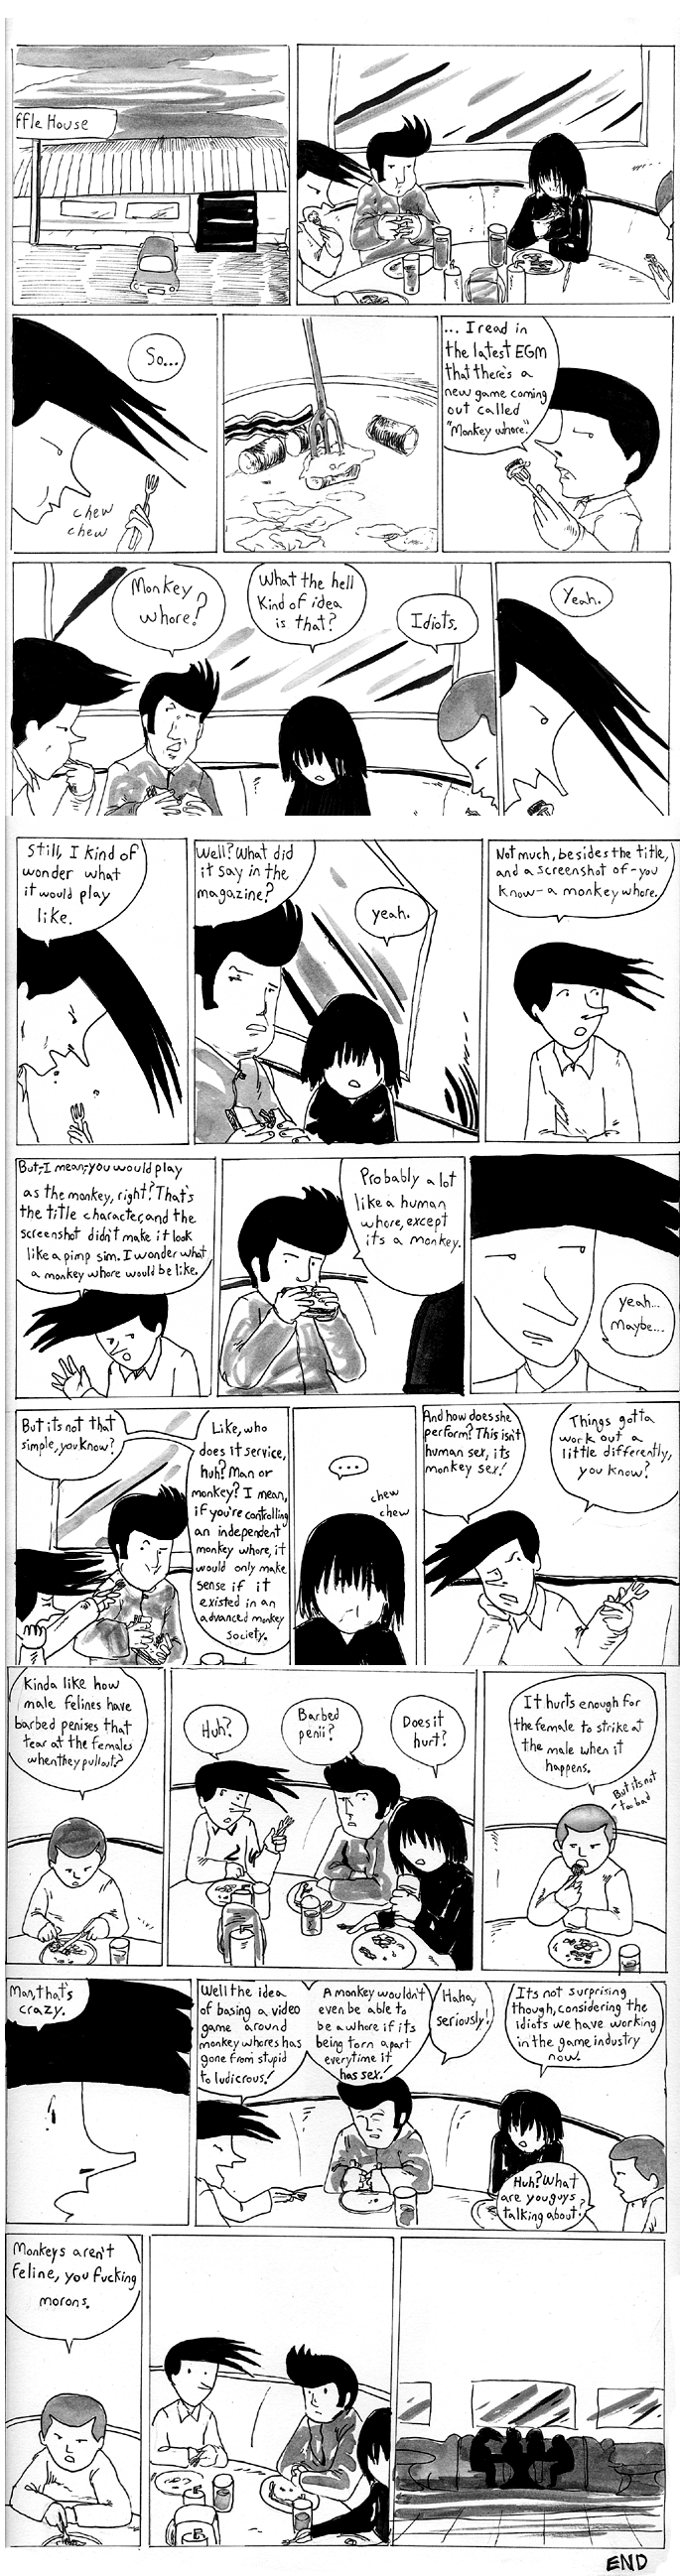 ffle House
So...
chew
chew
... I read in
the latest EGM
that there's a
new game coming
out called
"Monkey whore."
Monkey
whore?
What the hell
kind of idea
is that?
Idiots.
Yeah.
Still, I kind of
wonder what
it would play
like.
Well? What did
it say in the
magazine?
yeah.
Not much, besides the title,
and a screenshot of-you
know-a monkey whore.
But-I mean-you would play
as the monkey, right? That's
the title character, and the
screenshot didn't make it look
like a pimp sim. I wonder what
a monkey whore would be like.
Probably a lot
like a human
whore, except
its a monkey.
yeah...
Maybe...
But its not that
simple, you know?
Like, who
does it service,
huh? Man or
monkey? I mean,
if you're controlling
an independent
monkey whore, it
would only make
sense if it
existed in an
advanced monkey
society.
...
chew
chew
And how does she
perform? This isn't
human sex, its
monkey sex!
Things gotta
work out a
little differently,
you know?
Kinda like how
male felines have
barbed penises that
tear at the females
when they pull out?
Huh?
Barbed
penii?
Does it
hurt?
It hurts enough for
the female to strike at
the male when it
happens.
But its not
too bad
Man, that's
crazy.
Well the idea
of basing a video
game around
monkey whores has
gone from stupid
to ludicrous!
A monkey wouldn't
even be able to
be a whore if its
being torn apart
everytime it
has sex!
Haha,
seriously!
Its not surprising
though, considering the
idiots we have working
in the game industry
now.
Huh? What
are you guys
talking about?
Monkeys aren't
feline, you fucking
morons.
END